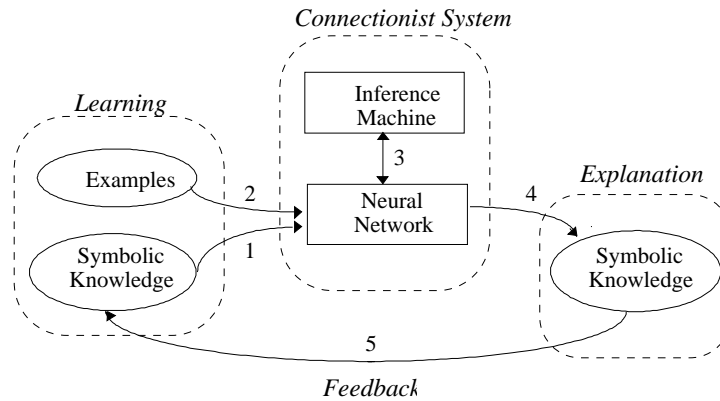 Connectionist System
Inference
Machine
Learning
3
Explanation
Examples
2
Neural
Network
4
Symbolic
Knowledge
1
Symbolic
Knowledge
5
Feedback